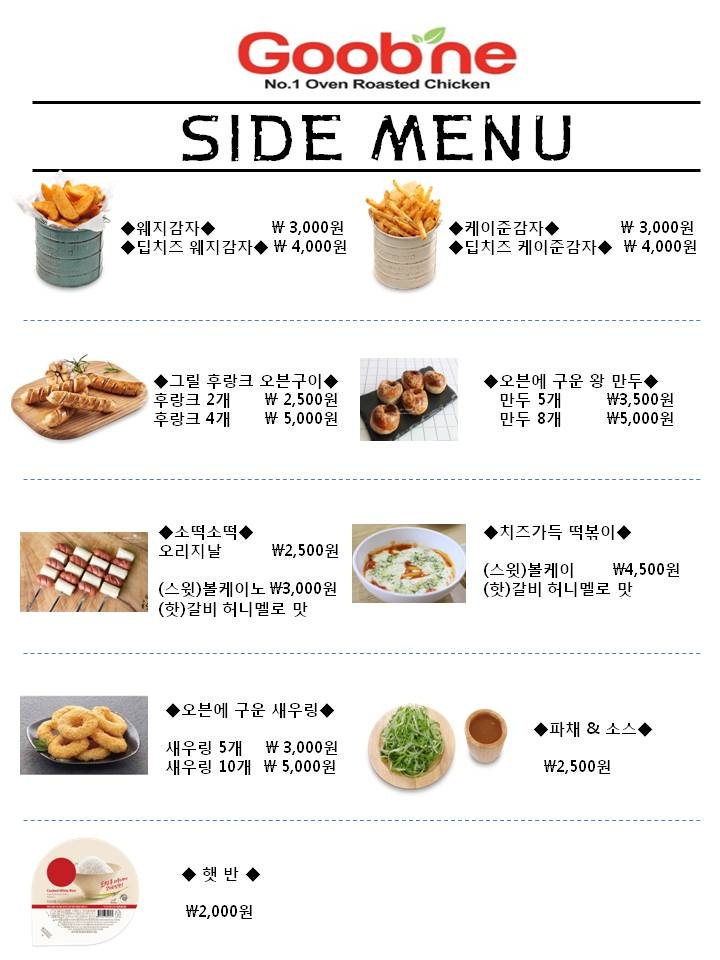 Goobne
No.1 Oven Roasted Chicken
SIDE MENU
◆웨지감자◆ ₩ 3,000원
◆딥치즈 웨지감자◆ ₩ 4,000원
◆케이준감자◆ ₩ 3,000원
◆딥치즈 케이준감자◆ ₩ 4,000원
◆그릴 후랑크 오븐구이◆
후랑크 2개 ₩ 2,500원
후랑크 4개 ₩ 5,000원
◆오븐에 구운 왕 만두◆
만두 5개 ₩3,500원
만두 8개 ₩5,000원
◆소떡소떡◆
오리지날 ₩2,500원
(스윗)볼케이노 ₩3,000원
(핫)갈비 허니멜로 맛
◆치즈가득 떡볶이◆
(스윗)볼케이 ₩4,500원
(핫)갈비 허니멜로 맛
◆오븐에 구운 새우링◆
새우링 5개 ₩ 3,000원
새우링 10개 ₩ 5,000원
◆파채 & 소스◆
₩2,500원
Cooked White Rice
◆ 햇 반 ◆
₩2,000원